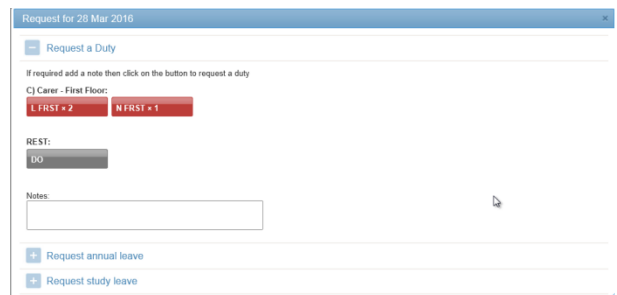 Request for 28 Mar 2016 ×
− Request a Duty
If required add a note then click on the button to request a duty
C) Carer - First Floor:
L FRST × 2 N FRST × 1
REST:
DO
Notes:
+ Request annual leave
+ Request study leave